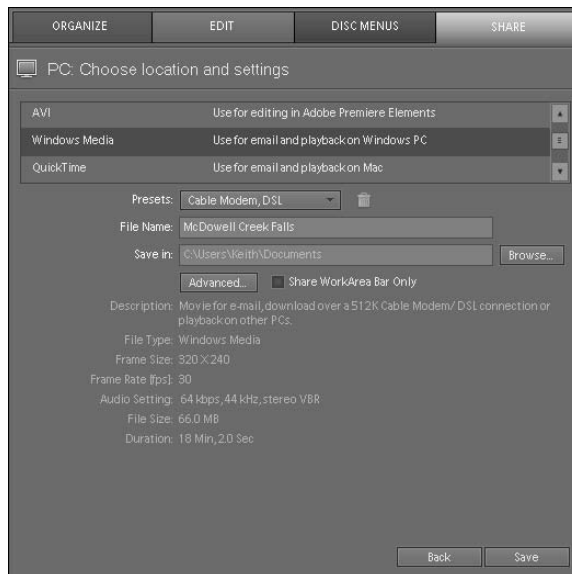 ORGANIZE EDIT DISC MENUS SHARE
PC: Choose location and settings
AVI Use for editing in Adobe Premiere Elements
Windows Media Use for email and playback on Windows PC
QuickTime Use for email and playback on Mac
Presets: Cable Modem, DSL
File Name: McDowell Creek Falls
Save in: C:\Users\Keith\Documents Browse...
Advanced... Share WorkArea Bar Only
Description: Movie for e-mail, download over a 512K Cable Modem/ DSL connection or
playback on other PCs.
File Type: Windows Media
Frame Size: 320 X 240
Frame Rate [fps]: 30
Audio Setting: 64 kbps, 44 kHz, stereo VBR
File Size: 66.0 MB
Duration: 18 Min, 2.0 Sec
Back Save